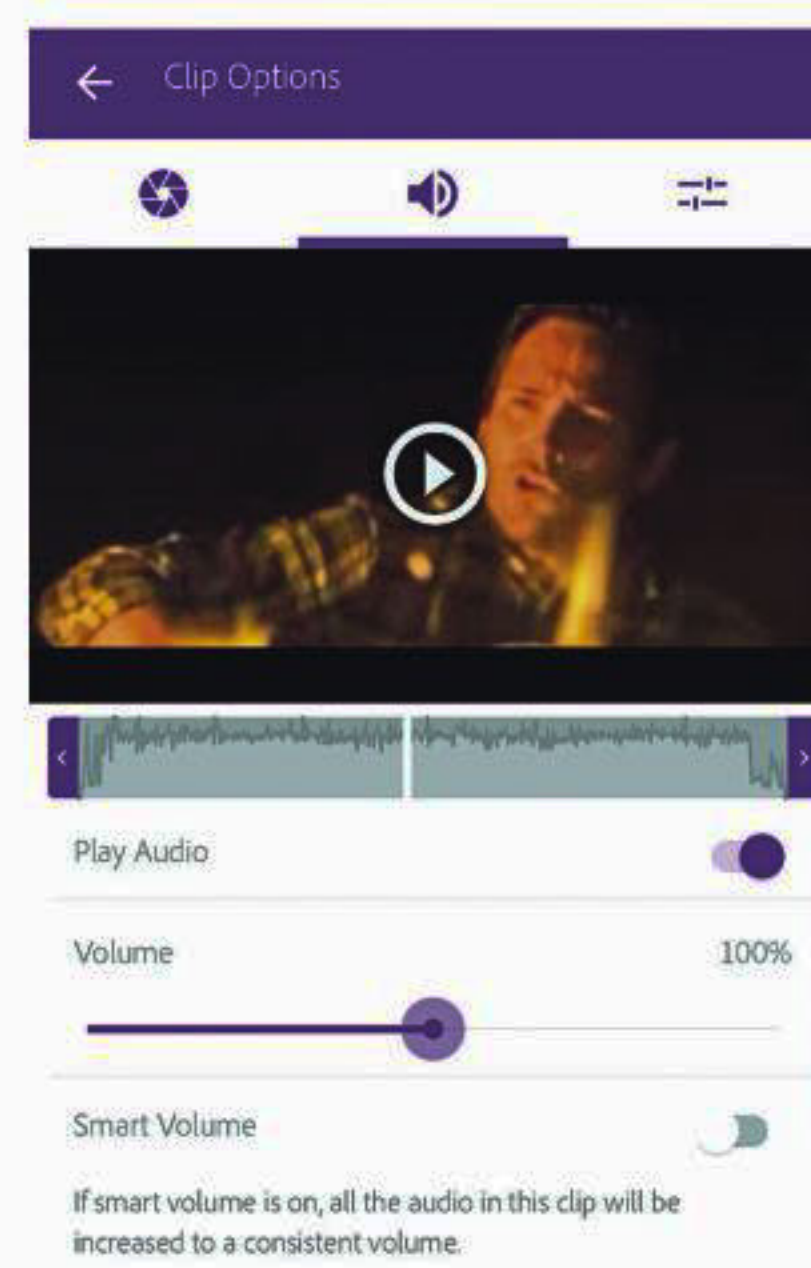 Clip Options
Play Audio
Volume 100%
Smart Volume
If smart volume is on, all the audio in this clip will be
increased to a consistent volume.